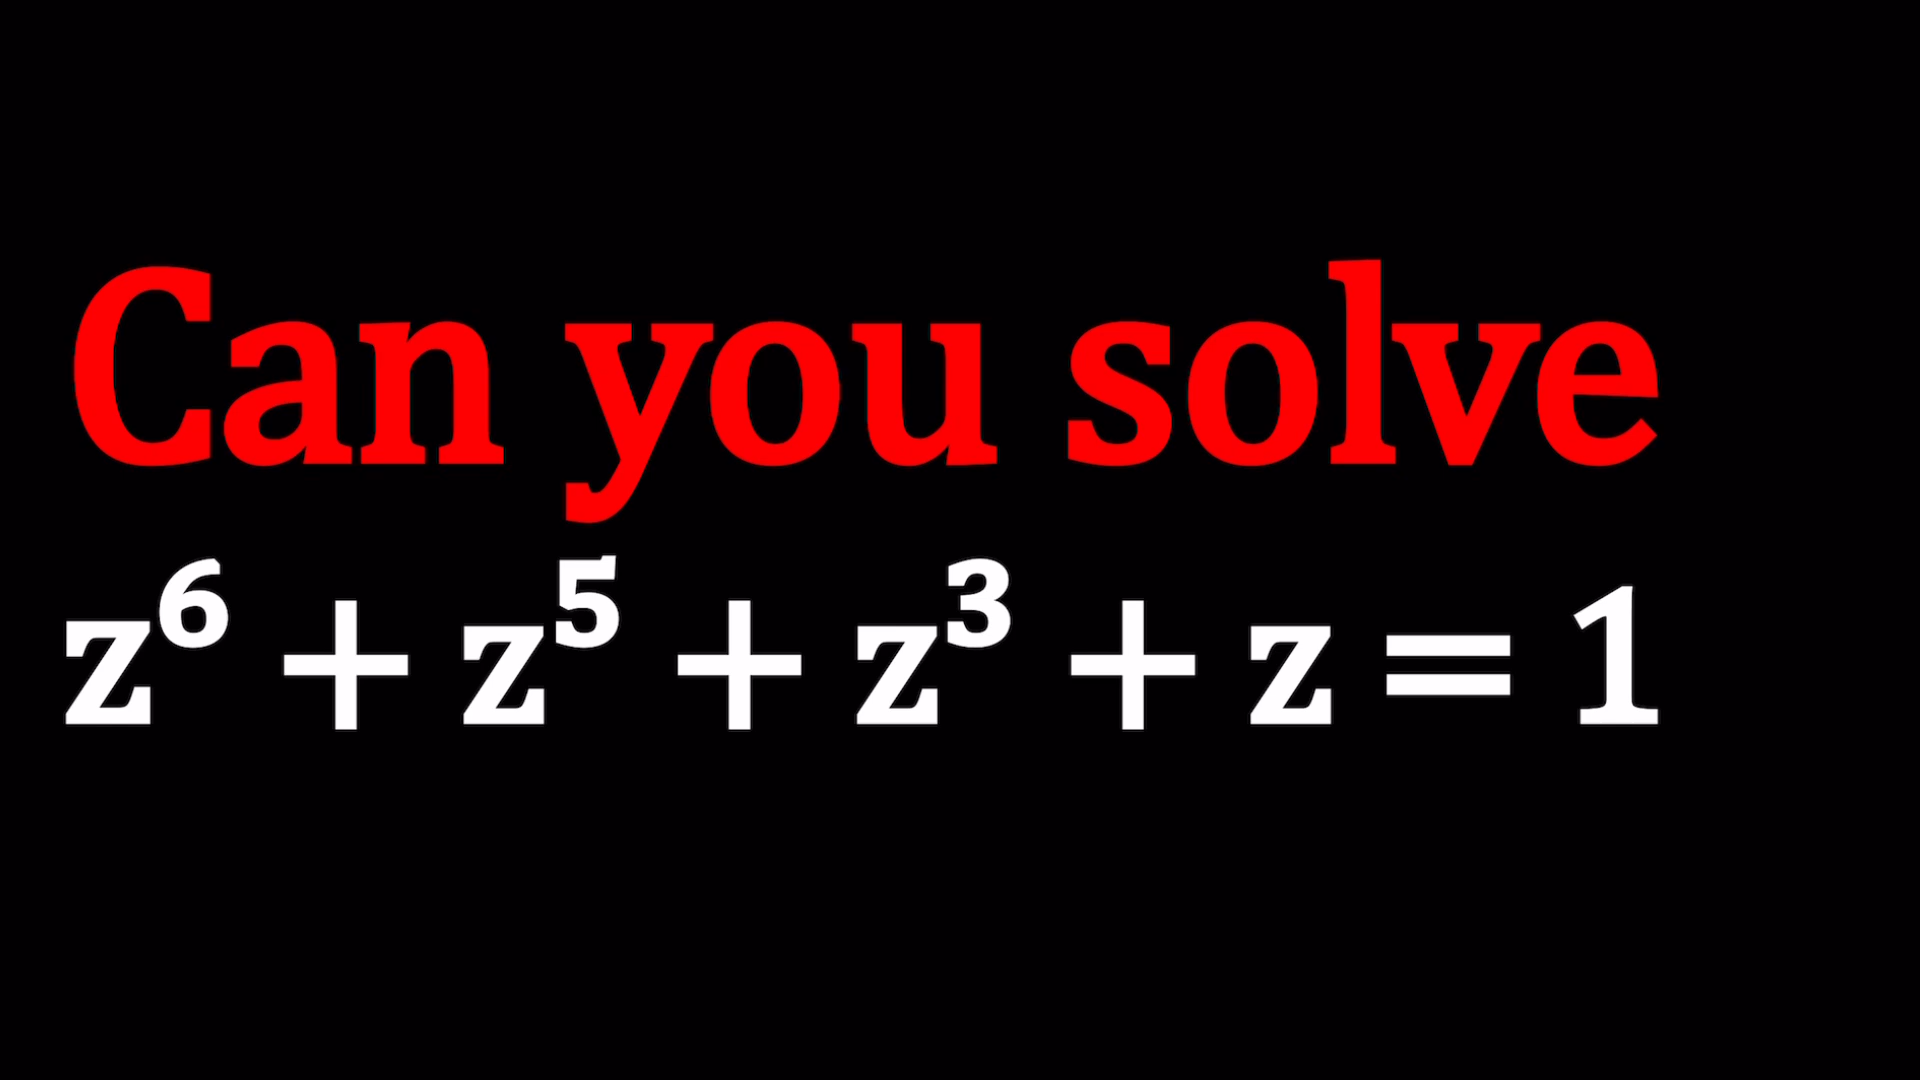 Can you solve
z⁶ + z⁵ + z³ + z = 1